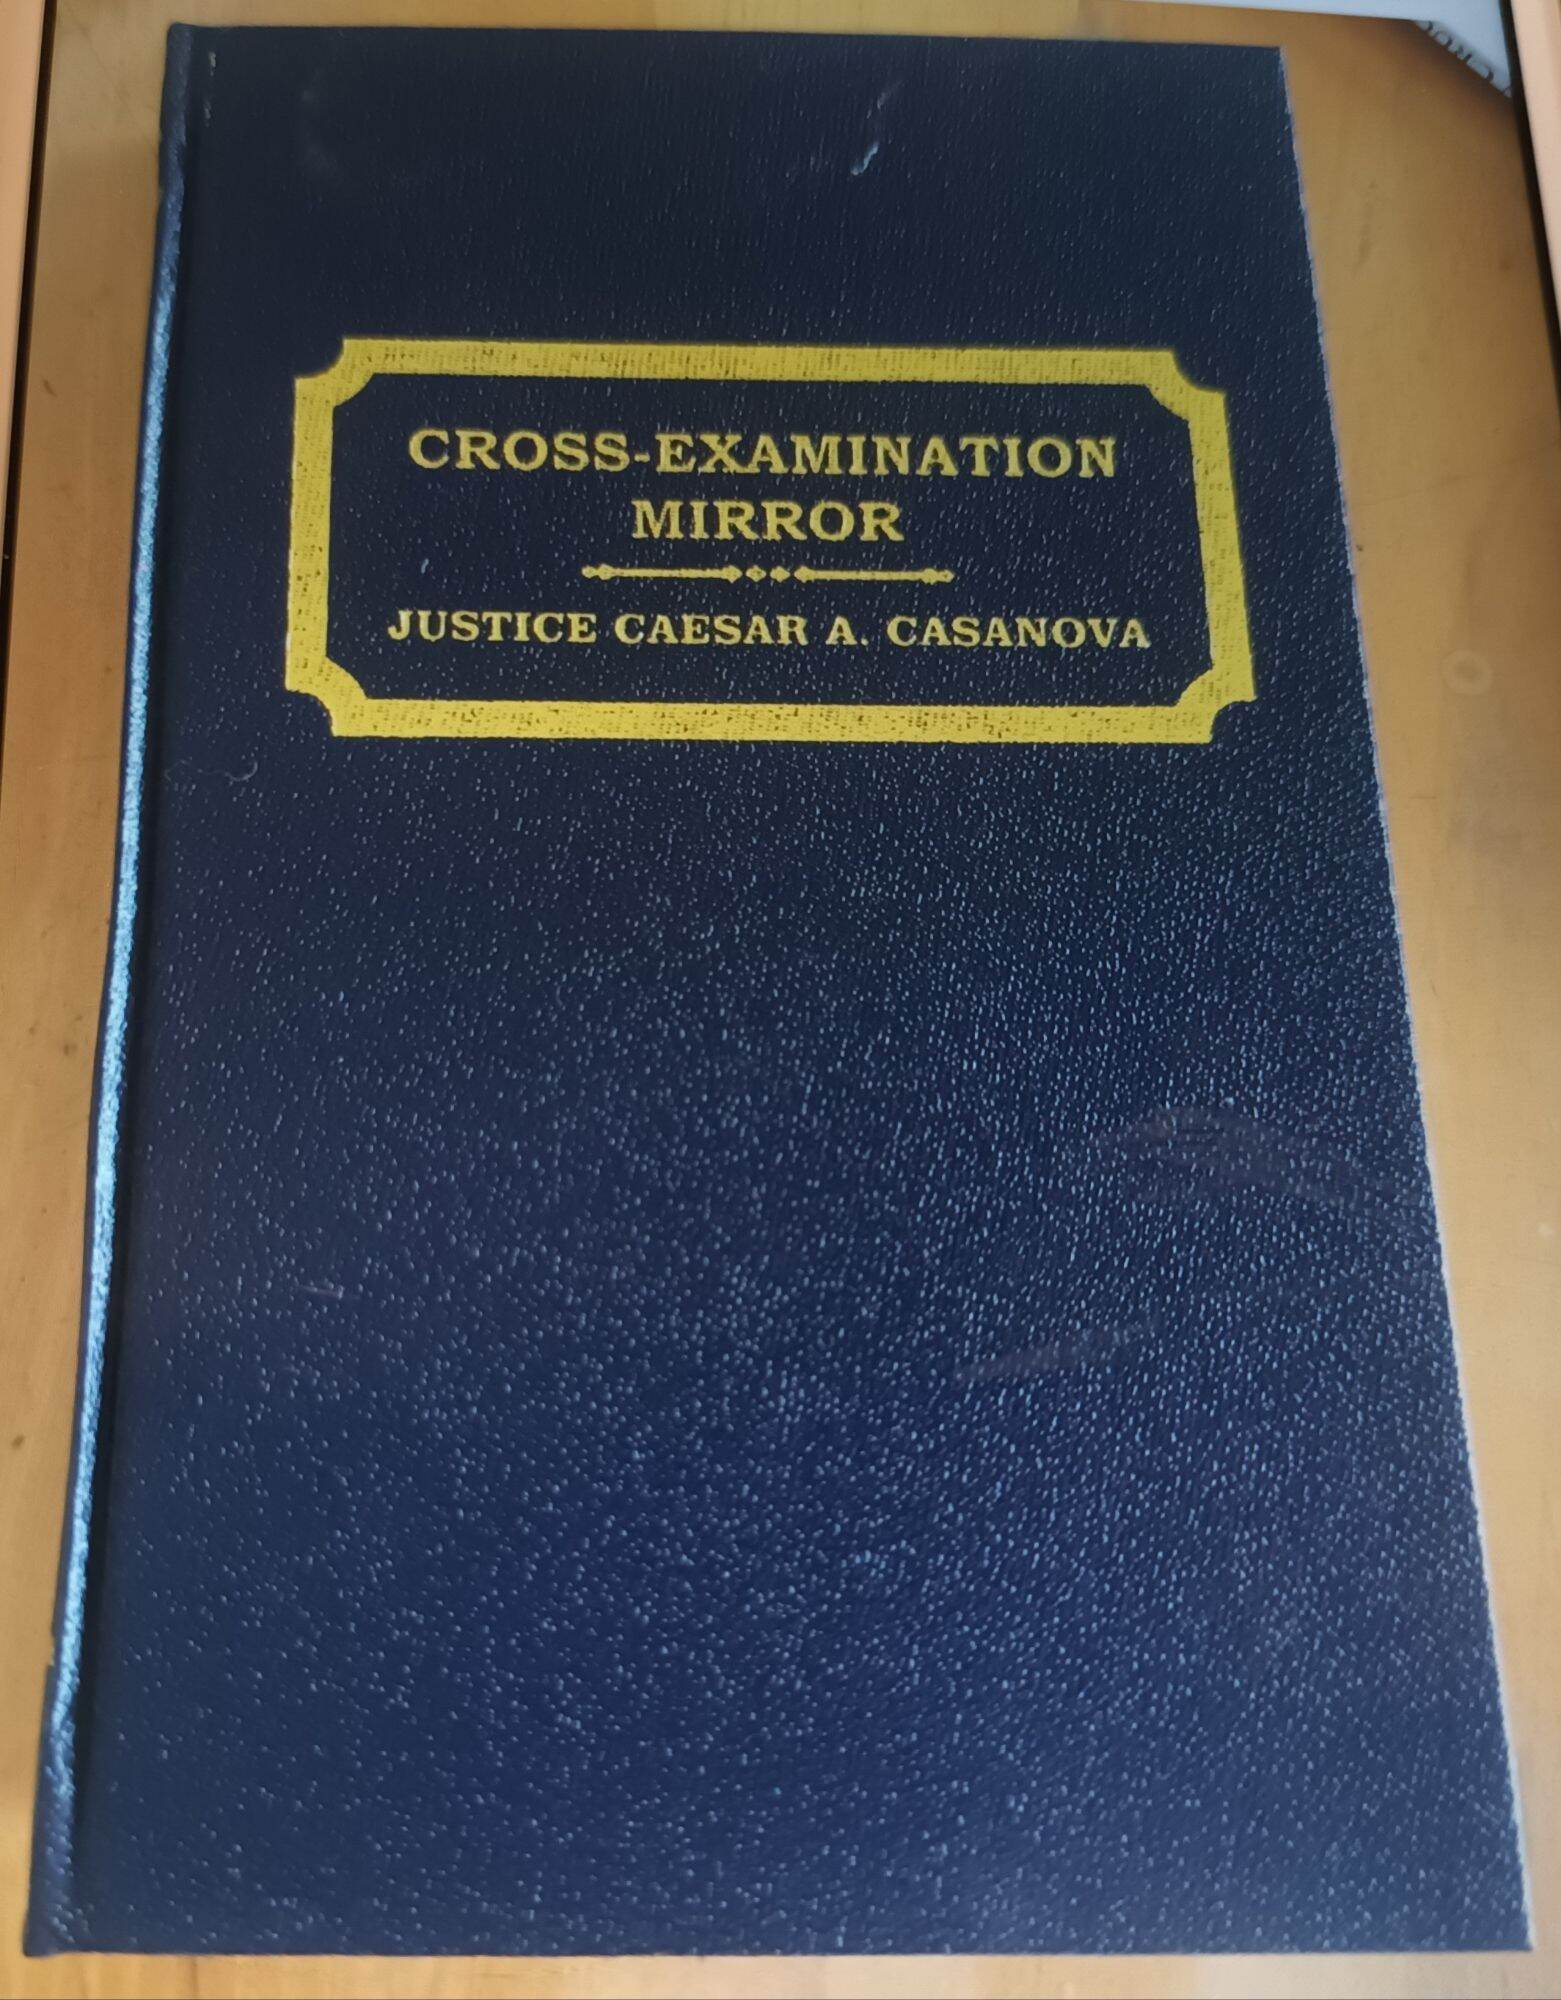 CROSS-EXAMINATION
MIRROR
JUSTICE CAESAR A. CASANOVA